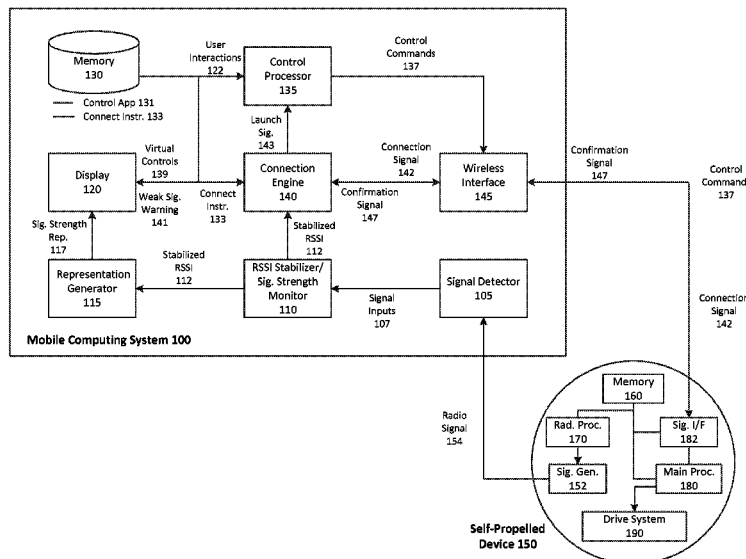 Memory
130
Control App 131
Connect Instr. 133
User
Interactions
122
Control
Processor
135
Control
Commands
137
Launch
Sig.
143
Virtual
Controls
139
Display
120
Weak Sig.
Warning
141
Connect
Instr.
133
Connection
Engine
140
Connection
Signal
142
Confirmation
Signal
147
Wireless
Interface
145
Confirmation
Signal
147
Control
Command
137
Sig. Strength
Rep.
117
Stabilized
RSSI
112
Stabilized
RSSI
112
Representation
Generator
115
RSSI Stabilizer/
Sig. Strength
Monitor
110
Signal
Inputs
107
Signal Detector
105
Mobile Computing System 100
Connection
Signal
142
Radio
Signal
154
Memory
160
Rad. Proc.
170
Sig. I/F
182
Sig. Gen.
152
Main Proc.
180
Drive System
190
Self-Propelled
Device 150